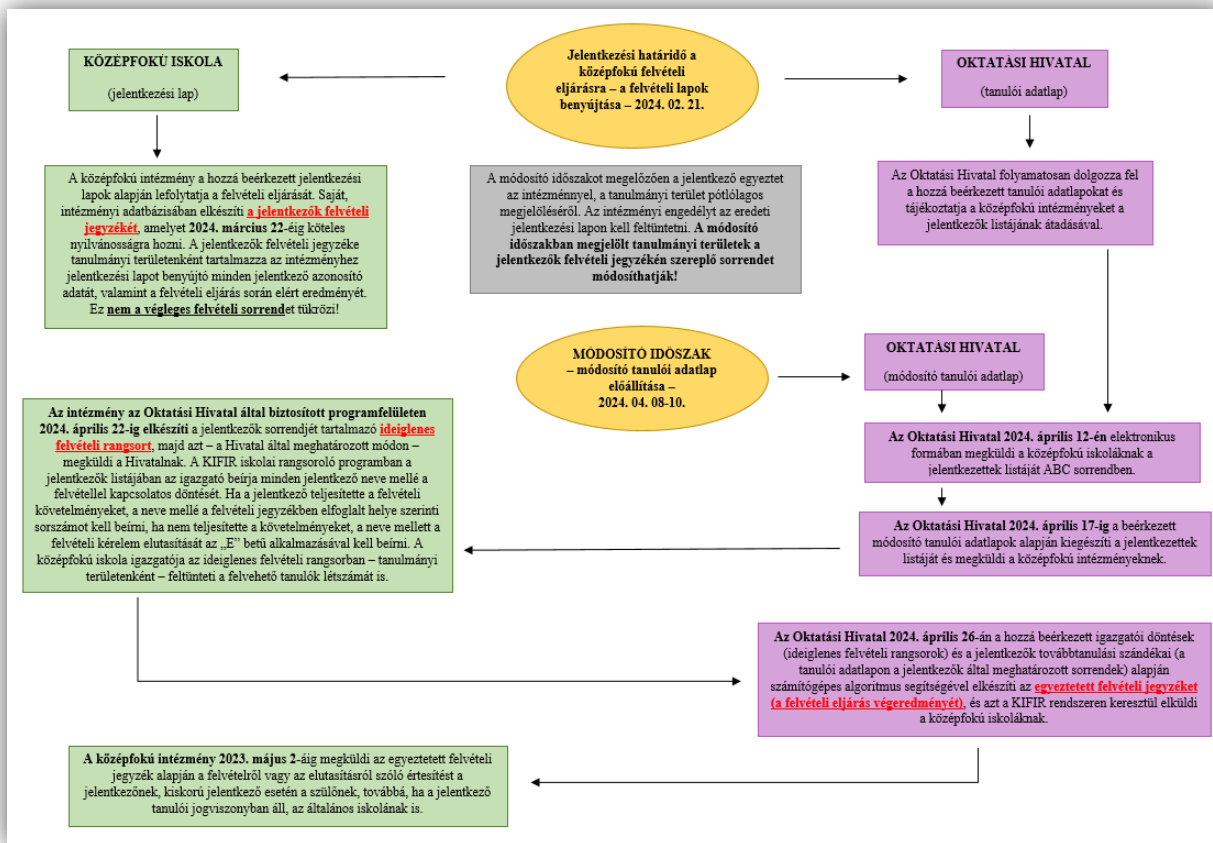 KÖZÉPFOKÚ ISKOLA
(jelentkezési lap)
Jelentkezési határidő a
középfokú felvételi
eljárásra – a felvételi lapok
benyújtása – 2024. 02. 21.
OKTATÁSI HIVATAL
(tanulói adatlap)
A középfokú intézmény a hozzá beérkezett jelentkezési
lapok alapján lefolytatja a felvételi eljárását. Saját,
intézményi adatbázisában elkészíti a jelentkezők felvételi
jegyzékét, amelyet 2024. március 22-éig köteles
nyilvánosságra hozni. A jelentkezők felvételi jegyzéke
tanulmányi területenként tartalmazza az intézményhez
jelentkezési lapot benyújtó minden jelentkező azonosító
adatát, valamint a felvételi eljárás során elért eredményét.
Ez nem a végleges felvételi sorrendet tükrözi!
A módosító időszakot megelőzően a jelentkező egyeztet
az intézménnyel, a tanulmányi terület pótlólagos
megjelöléséről. Az intézményi engedélyt az eredeti
jelentkezési lapon kell feltüntetni. A módosító
időszakban megjelölt tanulmányi területek a
jelentkezők felvételi jegyzékén szereplő sorrendet
módosíthatják!
Az Oktatási Hivatal folyamatosan dolgozza fel
a hozzá beérkezett tanulói adatlapokat és
tájékoztatja a középfokú intézményeket a
jelentkezők listájának átadásával.
MÓDOSÍTÓ IDŐSZAK
– módosító tanulói adatlap
előállítása –
2024. 04. 08-10.
OKTATÁSI HIVATAL
(módosító tanulói adatlap)
Az intézmény az Oktatási Hivatal által biztosított programfelületen
2024. április 22-ig elkészíti a jelentkezők sorrendjét tartalmazó ideiglenes
felvételi rangsort, majd azt – a Hivatal által meghatározott módon –
megküldi a Hivatalnak. A KIFIR iskolai rangsoroló programban a
jelentkezők listájában az igazgató beírja minden jelentkező neve mellé a
felvétellel kapcsolatos döntését. Ha a jelentkező teljesítette a felvételi
követelményeket, a neve mellé a felvételi jegyzékben elfoglalt helye szerinti
sorszámot kell beírni, ha nem teljesítette a követelményeket, a neve mellett a
felvételi kérelem elutasítását az „E” betű alkalmazásával kell beírni. A
középfokú iskola igazgatója az ideiglenes felvételi rangsorban – tanulmányi
területenként – feltünteti a felvehető tanulók létszámát is.
Az Oktatási Hivatal 2024. április 12-én elektronikus
formában megküldi a középfokú iskoláknak a
jelentkezettek listáját ABC sorrendben.
Az Oktatási Hivatal 2024. április 17-ig a beérkezett
módosító tanulói adatlapok alapján kiegészíti a jelentkezettek
listáját és megküldi a középfokú intézményeknek.
Az Oktatási Hivatal 2024. április 26-án a hozzá beérkezett igazgatói döntések
(ideiglenes felvételi rangsorok) és a jelentkezők továbbtanulási szándékai (a
tanulói adatlapon a jelentkezők által meghatározott sorrendek) alapján
számítógépes algoritmus segítségével elkészíti az egyeztetett felvételi jegyzéket
(a felvételi eljárás végeredményét), és azt a KIFIR rendszeren keresztül elküldi
a középfokú iskoláknak.
A középfokú intézmény 2023. május 2-áig megküldi az egyeztetett felvételi
jegyzék alapján a felvételről vagy az elutasításról szóló értesítést a
jelentkezőnek, kiskorú jelentkező esetén a szülőnek, továbbá, ha a jelentkező
tanulói jogviszonyban áll, az általános iskolának is.